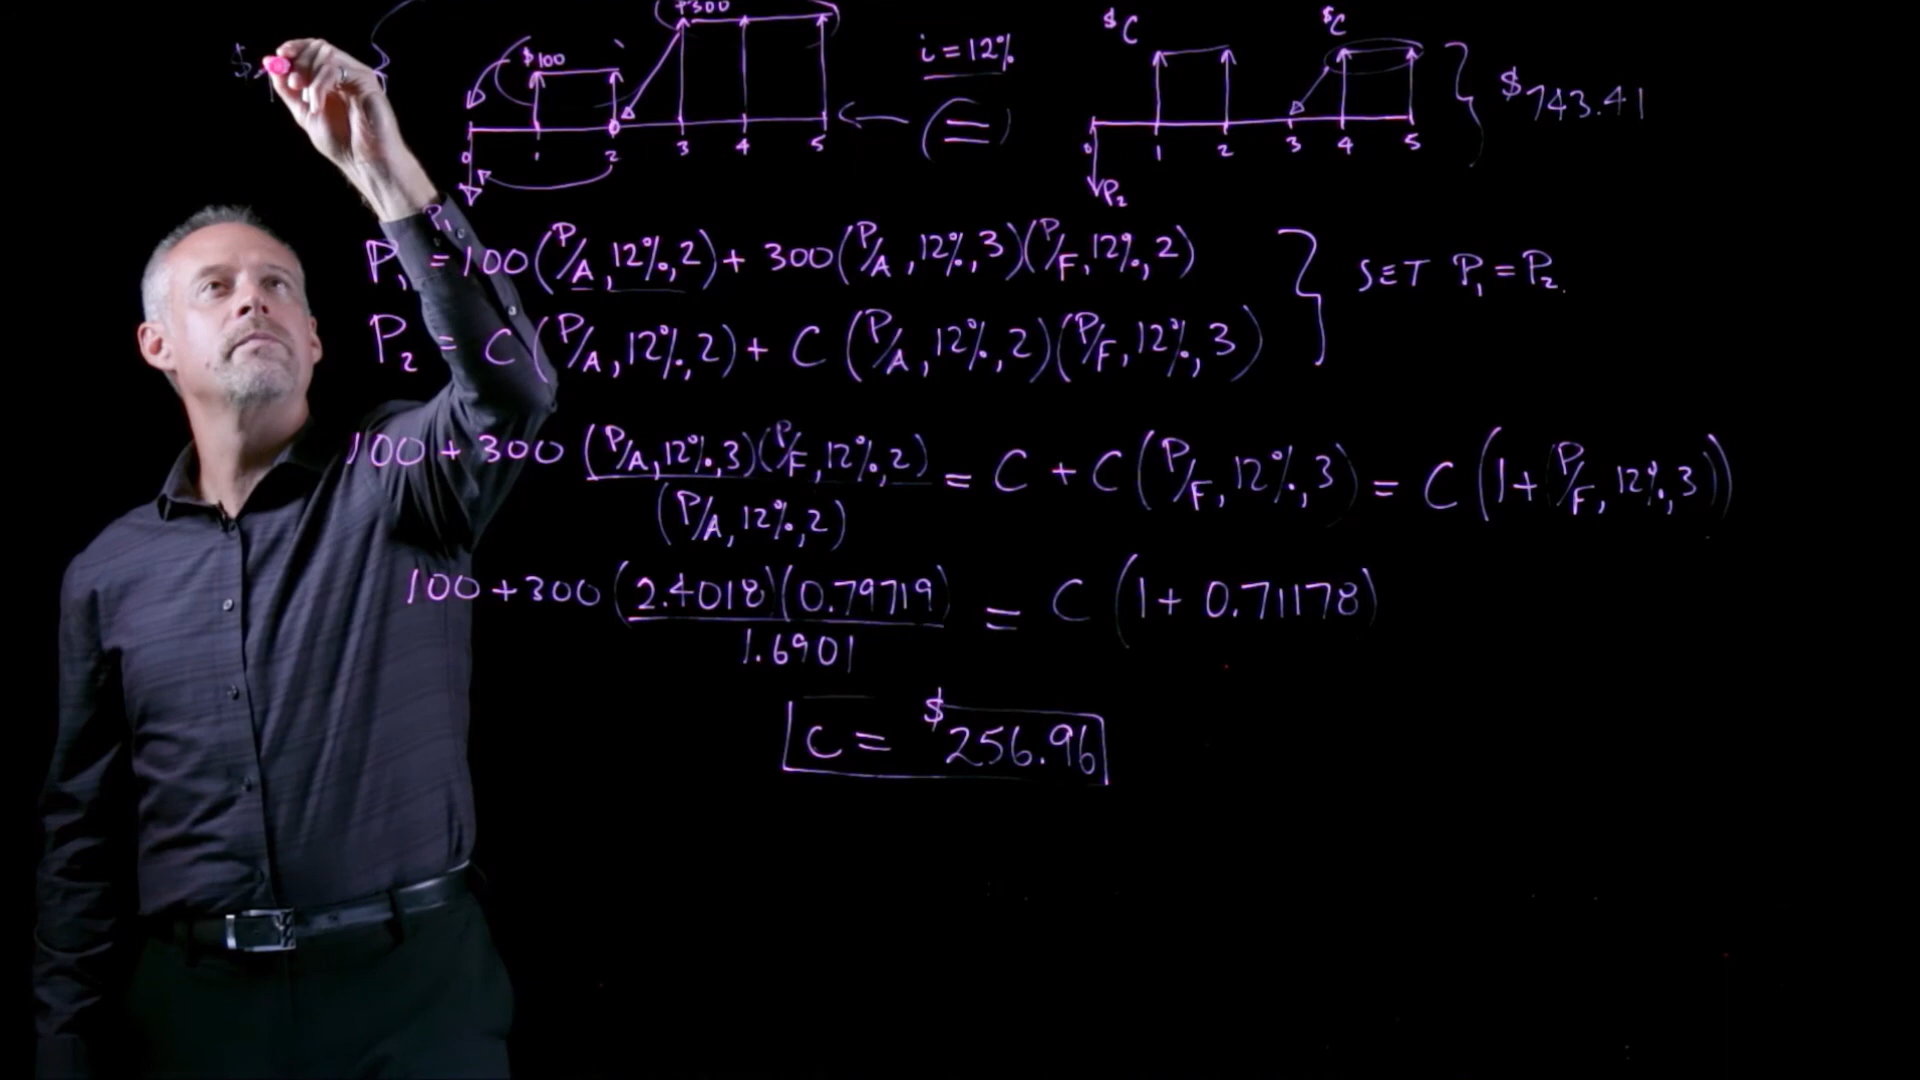 $300
$C
$C
$
$100
i = 12%
(=)
$743.41
0 1 2 3 4 5
0 1 2 3 4 5
P₁
P₂
P₁ = 100 (P/A, 12%, 2) + 300 (P/A, 12%, 3)(P/F, 12%, 2)
SET P₁ = P₂.
P₂ = C (P/A, 12%, 2) + C (P/A, 12%, 2)(P/F, 12%, 3)
100 + 300 (P/A, 12%, 3)(P/F, 12%, 2) / (P/A, 12%, 2) = C + C (P/F, 12%, 3) = C (1 + P/F, 12%, 3))
100 + 300 (2.4018)(0.79719) / 1.6901 = C (1 + 0.71178)
C = $256.96